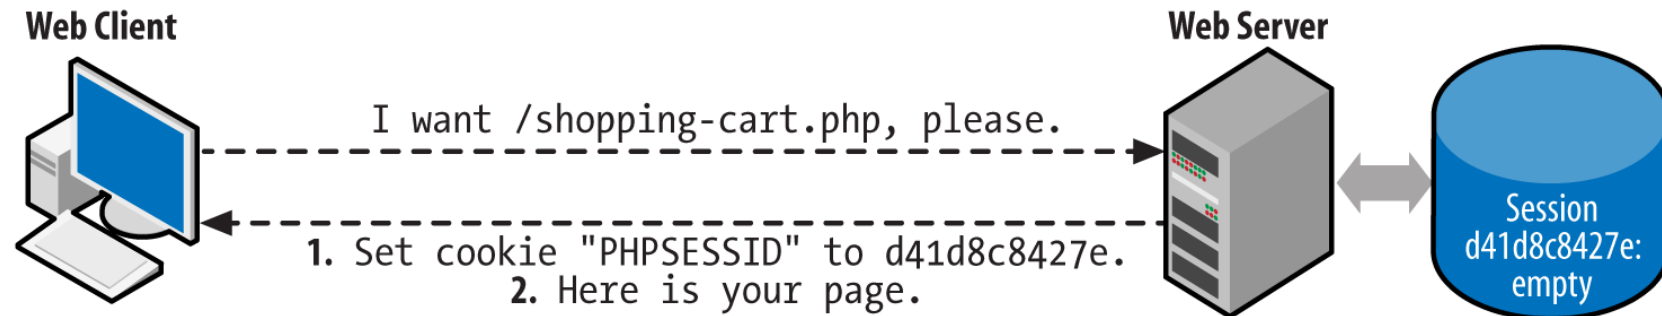 Web Client
Web Server
I want /shopping-cart.php, please.
1. Set cookie "PHPSESSID" to d41d8c8427e.
2. Here is your page.
Session
d41d8c8427e:
empty